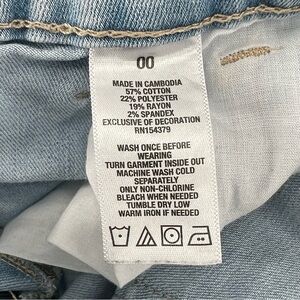 00
MADE IN CAMBODIA
57% COTTON
22% POLYESTER
19% RAYON
2% SPANDEX
EXCLUSIVE OF DECORATION
RN154379
WASH ONCE BEFORE
WEARING
TURN GARMENT INSIDE OUT
MACHINE WASH COLD
SEPARATELY
ONLY NON-CHLORINE
BLEACH WHEN NEEDED
TUMBLE DRY LOW
WARM IRON IF NEEDED